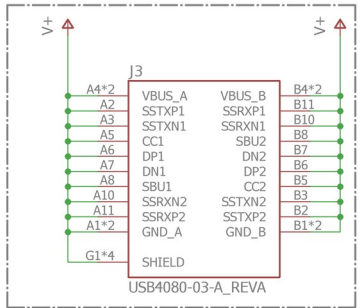 V+ V+
J3
A4*2 VBUS_A VBUS_B B4*2
A2 SSTXP1 SSRXP1 B11
A3 SSTXN1 SSRXN1 B10
A5 CC1 SBU2 B8
A6 DP1 DN2 B7
A7 DN1 DP2 B6
A8 SBU1 CC2 B5
A10 SSRXN2 SSTXN2 B3
A11 SSRXP2 SSTXP2 B2
A1*2 GND_A GND_B B1*2
G1*4 SHIELD
USB4080-03-A_REVA